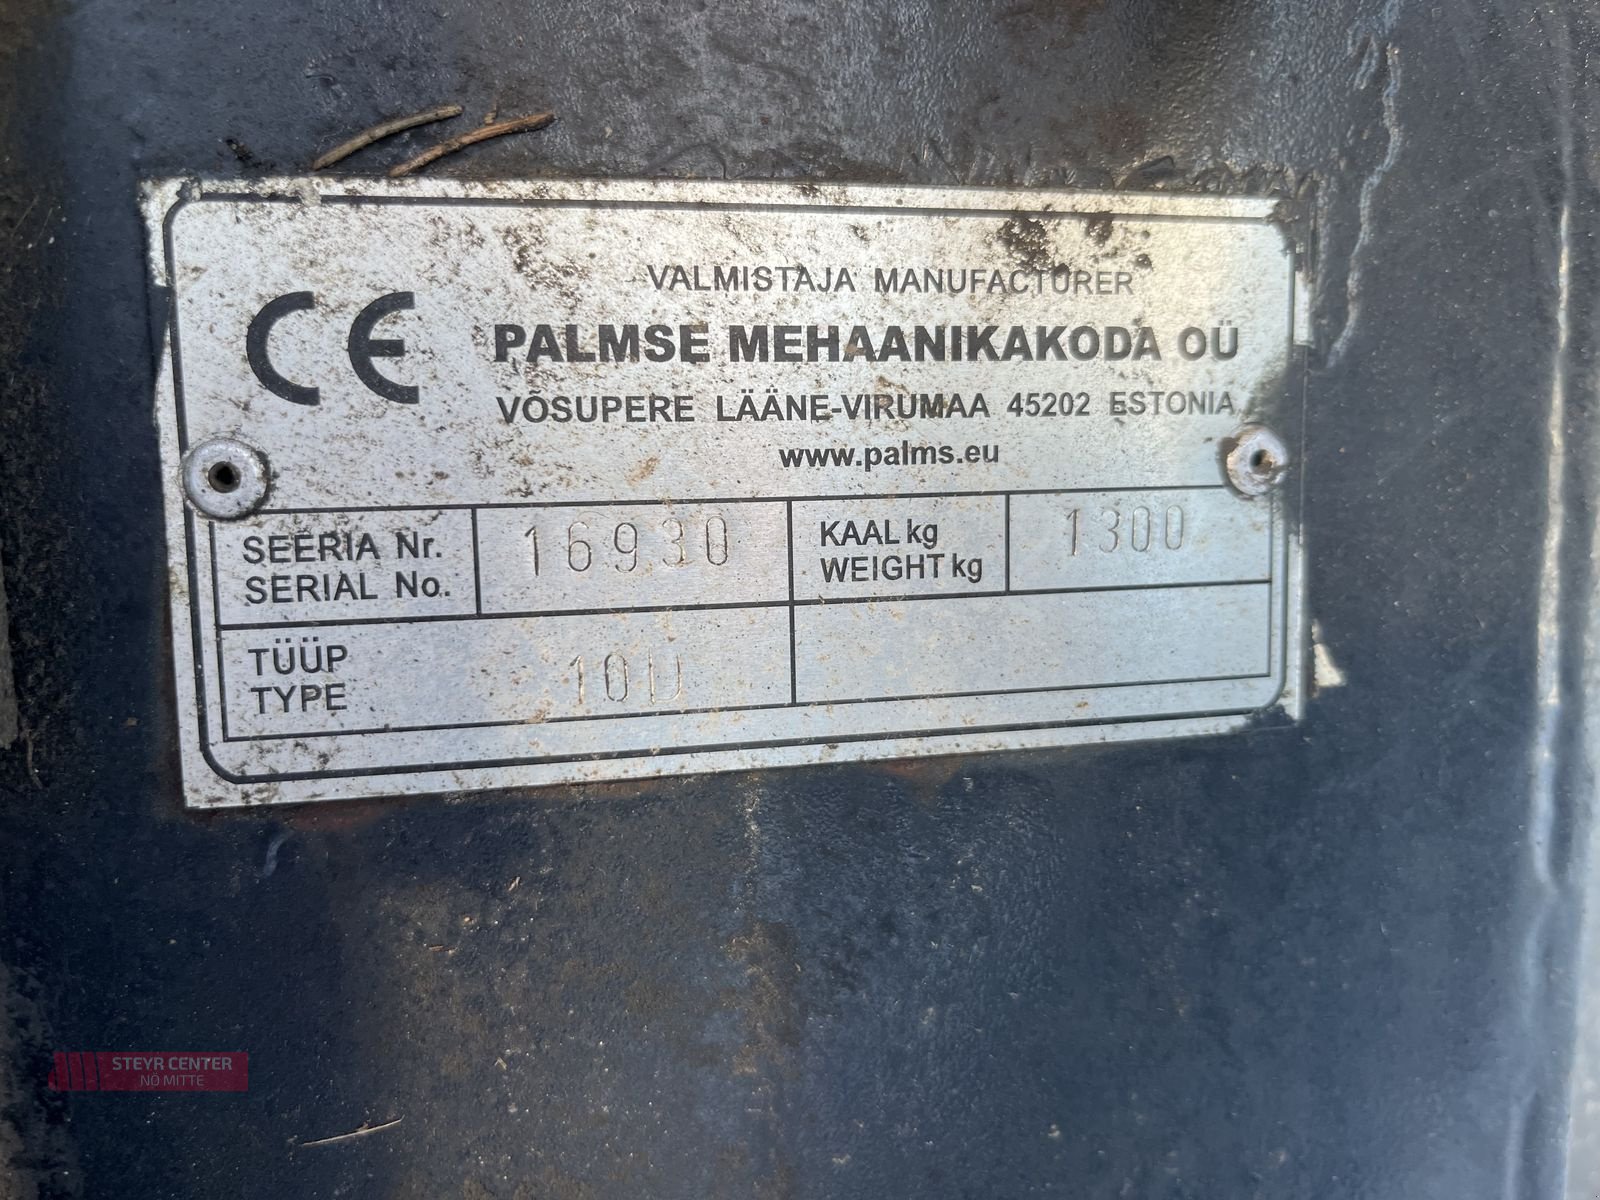 CE
VALMISTAJA MANUFACTURER
PALMSE MEHAANIKAKODA OÜ
VÕSUPERE LÄÄNE-VIRUMAA 45202 ESTONIA
www.palms.eu
SEERIA Nr.
SERIAL No.
16930
KAAL kg
WEIGHT kg
1300
TÜÜP
TYPE
10D
STEYR CENTER
NÖ MITTE